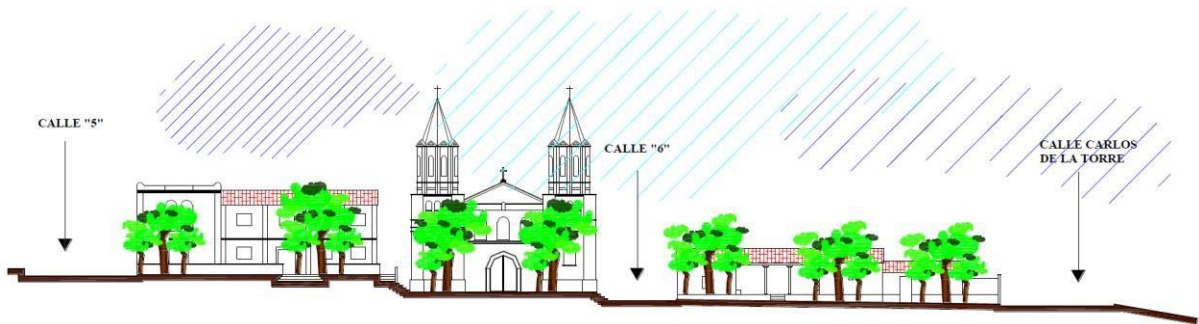 CALLE "5"
CALLE "6"
CALLE CARLOS
DE LA TORRE